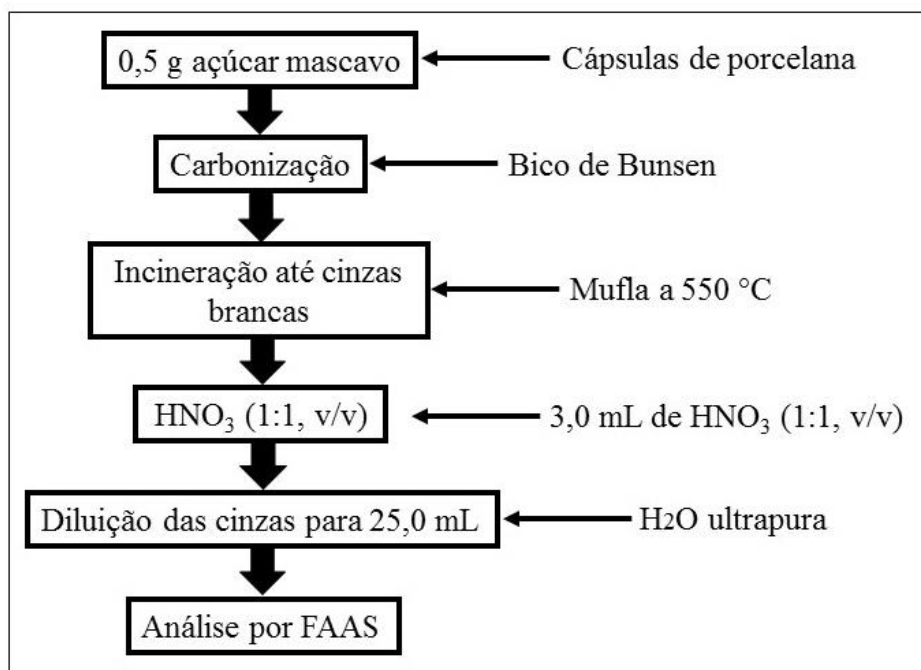 0,5 g açúcar mascavo
Cápsulas de porcelana
Carbonização
Bico de Bunsen
Incineração até cinzas
brancas
Mufla a 550 °C
HNO₃ (1:1, v/v)
3,0 mL de HNO₃ (1:1, v/v)
Diluição das cinzas para 25,0 mL
H2O ultrapura
Análise por FAAS